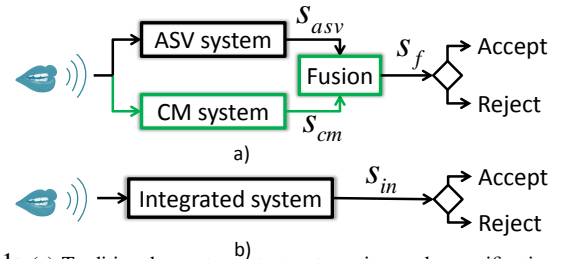 ASV system
s_asv
Fusion
s_f
Accept
Reject
CM system
s_cm
a)
Integrated system
s_in
Accept
Reject
b)